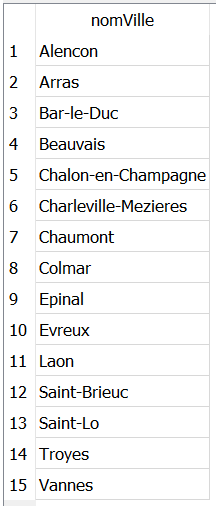 nomVille
1 Alencon
2 Arras
3 Bar-le-Duc
4 Beauvais
5 Chalon-en-Champagne
6 Charleville-Mezieres
7 Chaumont
8 Colmar
9 Epinal
10 Evreux
11 Laon
12 Saint-Brieuc
13 Saint-Lo
14 Troyes
15 Vannes